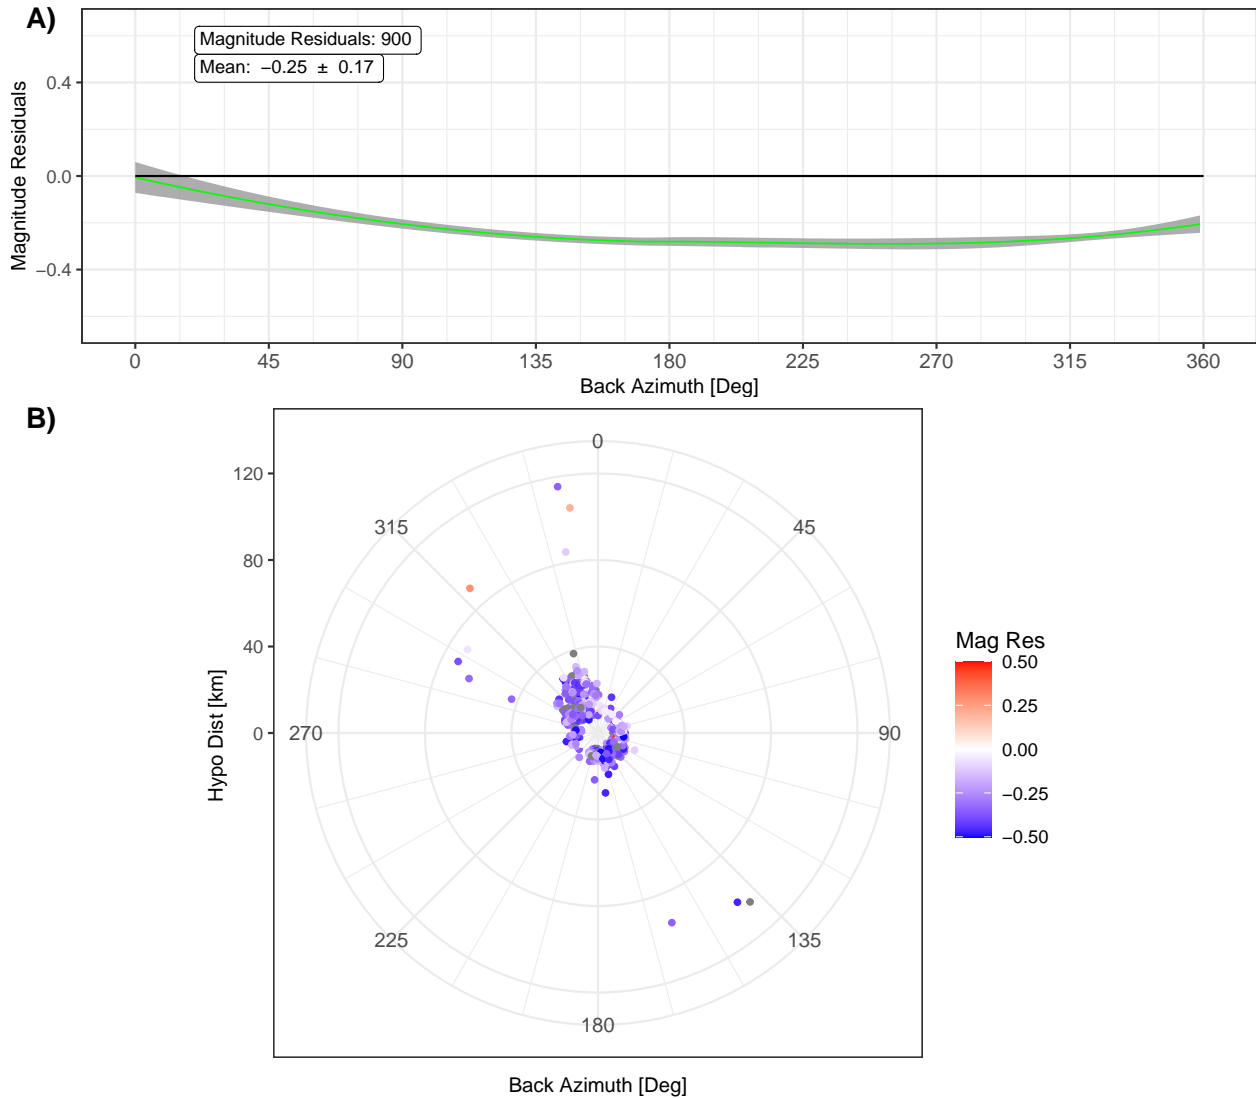 A)
Magnitude Residuals: 900
Mean:  −0.25  ±  0.17
0.4
0.0
−0.4
Magnitude Residuals
0 45 90 135 180 225 270 315 360
Back Azimuth [Deg]
B)
120
80
40
0
Hypo Dist [km]
0
45
90
135
180
225
270
315
Back Azimuth [Deg]
Mag Res
0.50
0.25
0.00
−0.25
−0.50